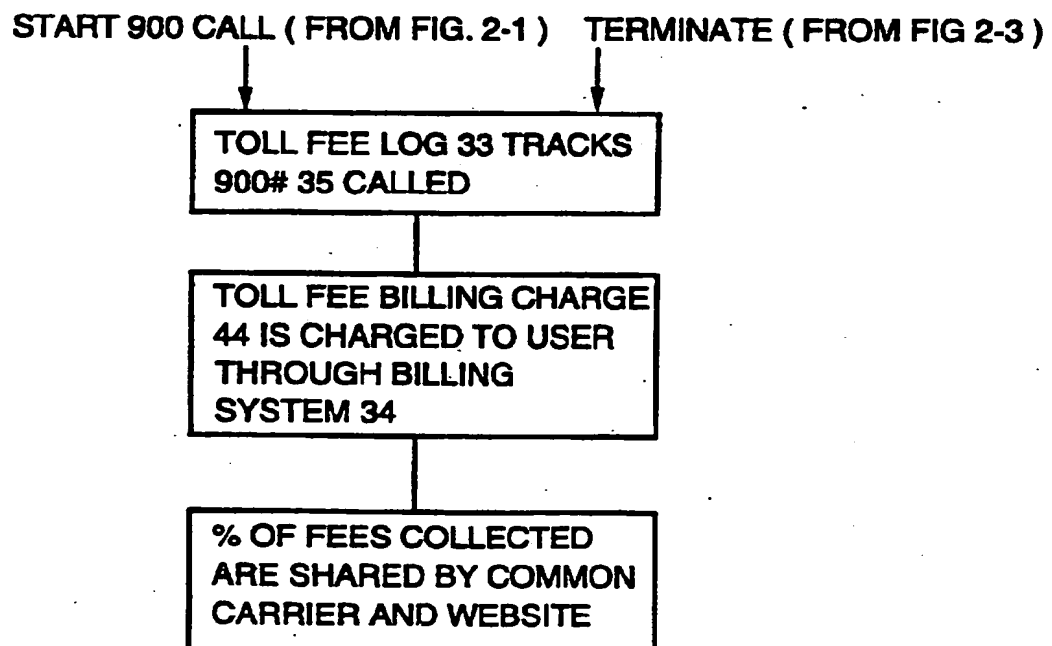 START 900 CALL ( FROM FIG. 2-1 ) TERMINATE ( FROM FIG 2-3 )
TOLL FEE LOG 33 TRACKS
900# 35 CALLED
TOLL FEE BILLING CHARGE
44 IS CHARGED TO USER
THROUGH BILLING
SYSTEM 34
% OF FEES COLLECTED
ARE SHARED BY COMMON
CARRIER AND WEBSITE